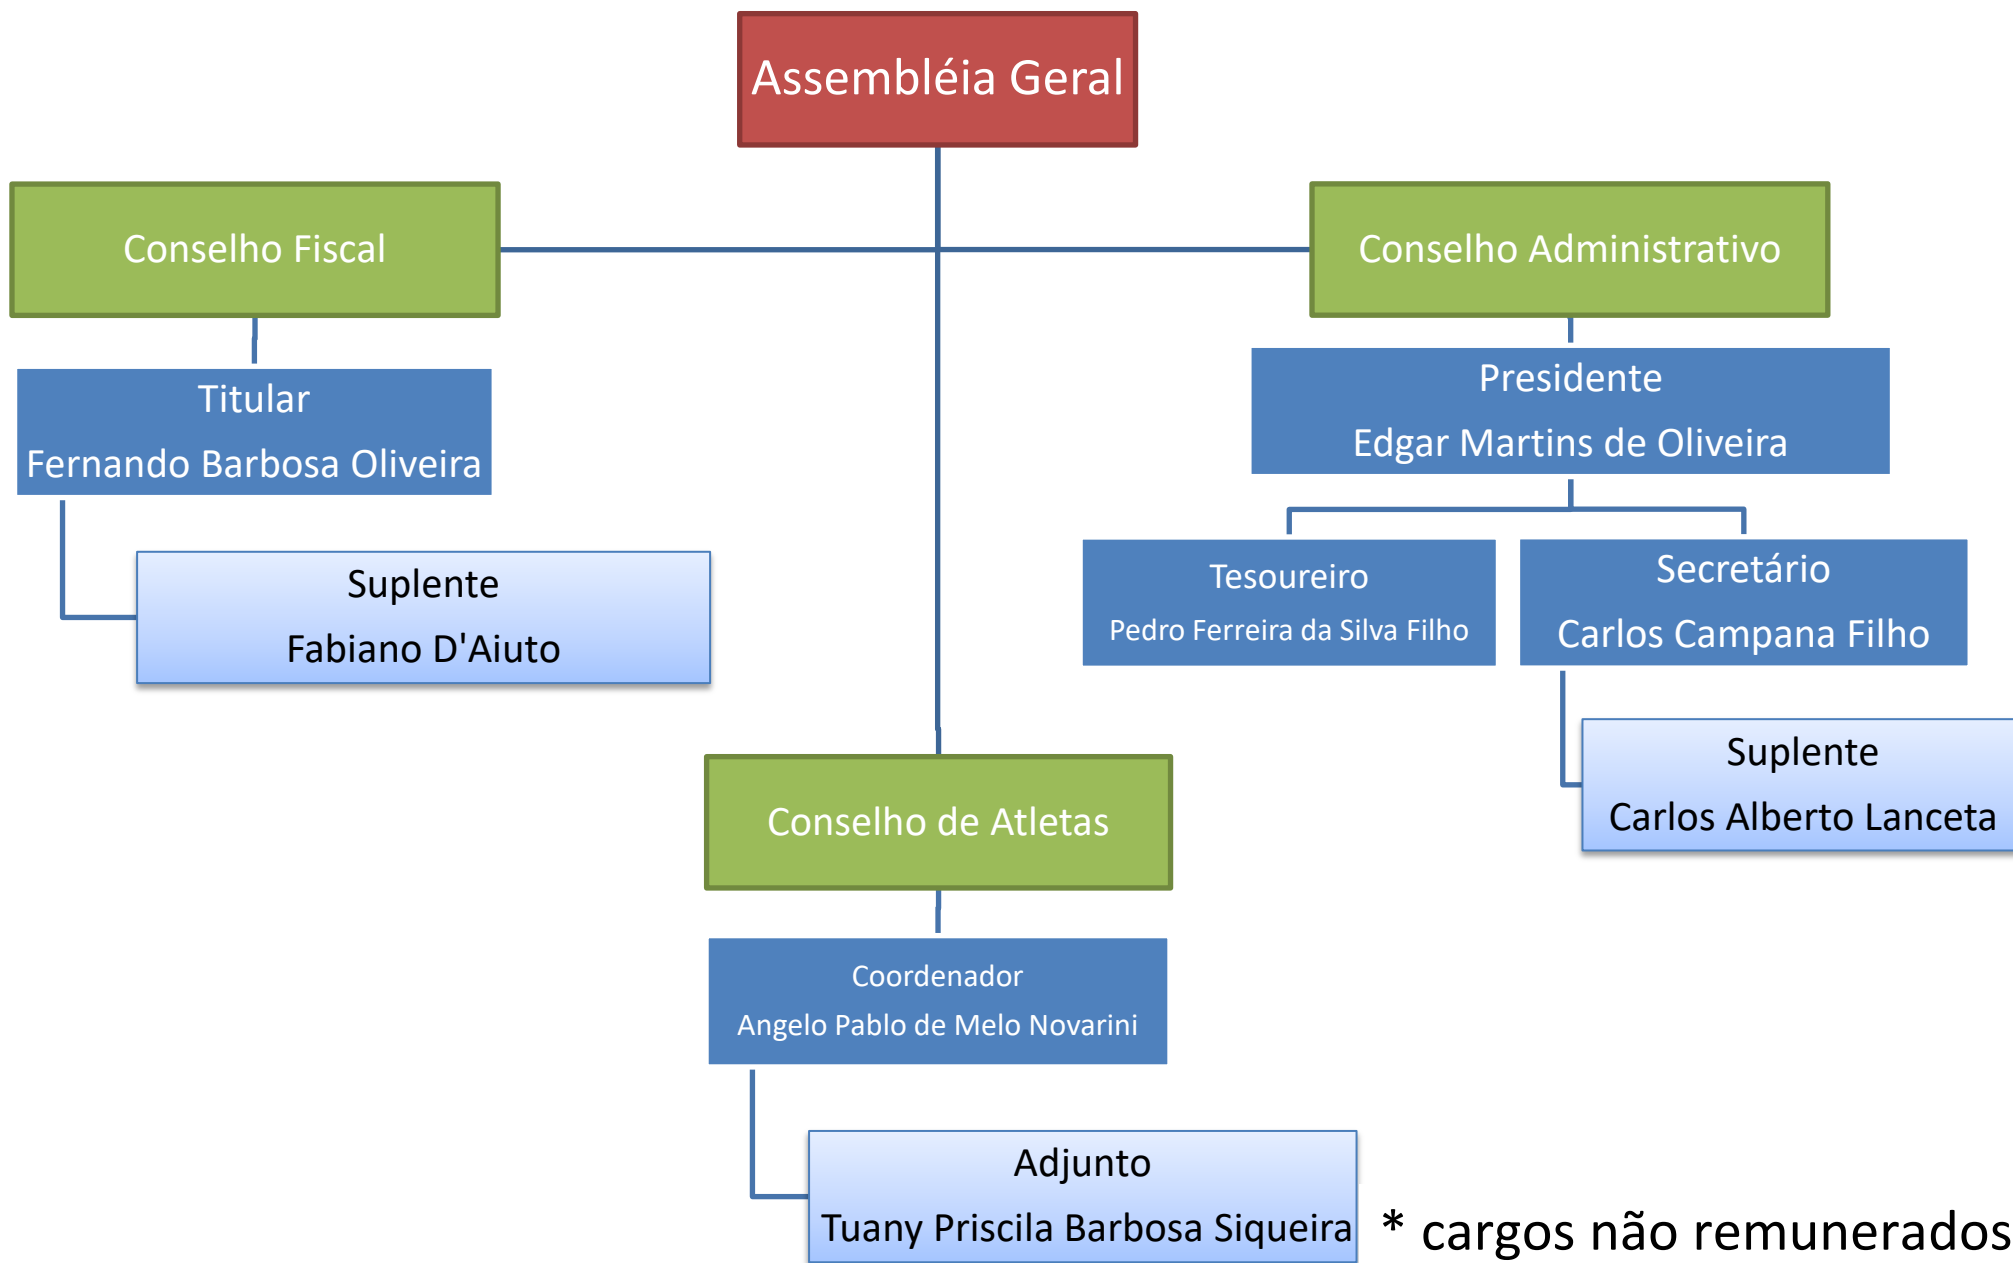 Assembléia Geral
Conselho Fiscal
Conselho Administrativo
Titular
Fernando Barbosa Oliveira
Presidente
Edgar Martins de Oliveira
Suplente
Fabiano D'Aiuto
Tesoureiro
Pedro Ferreira da Silva Filho
Secretário
Carlos Campana Filho
Suplente
Carlos Alberto Lanceta
Conselho de Atletas
Coordenador
Angelo Pablo de Melo Novarini
Adjunto
Tuany Priscila Barbosa Siqueira
* cargos não remunerados